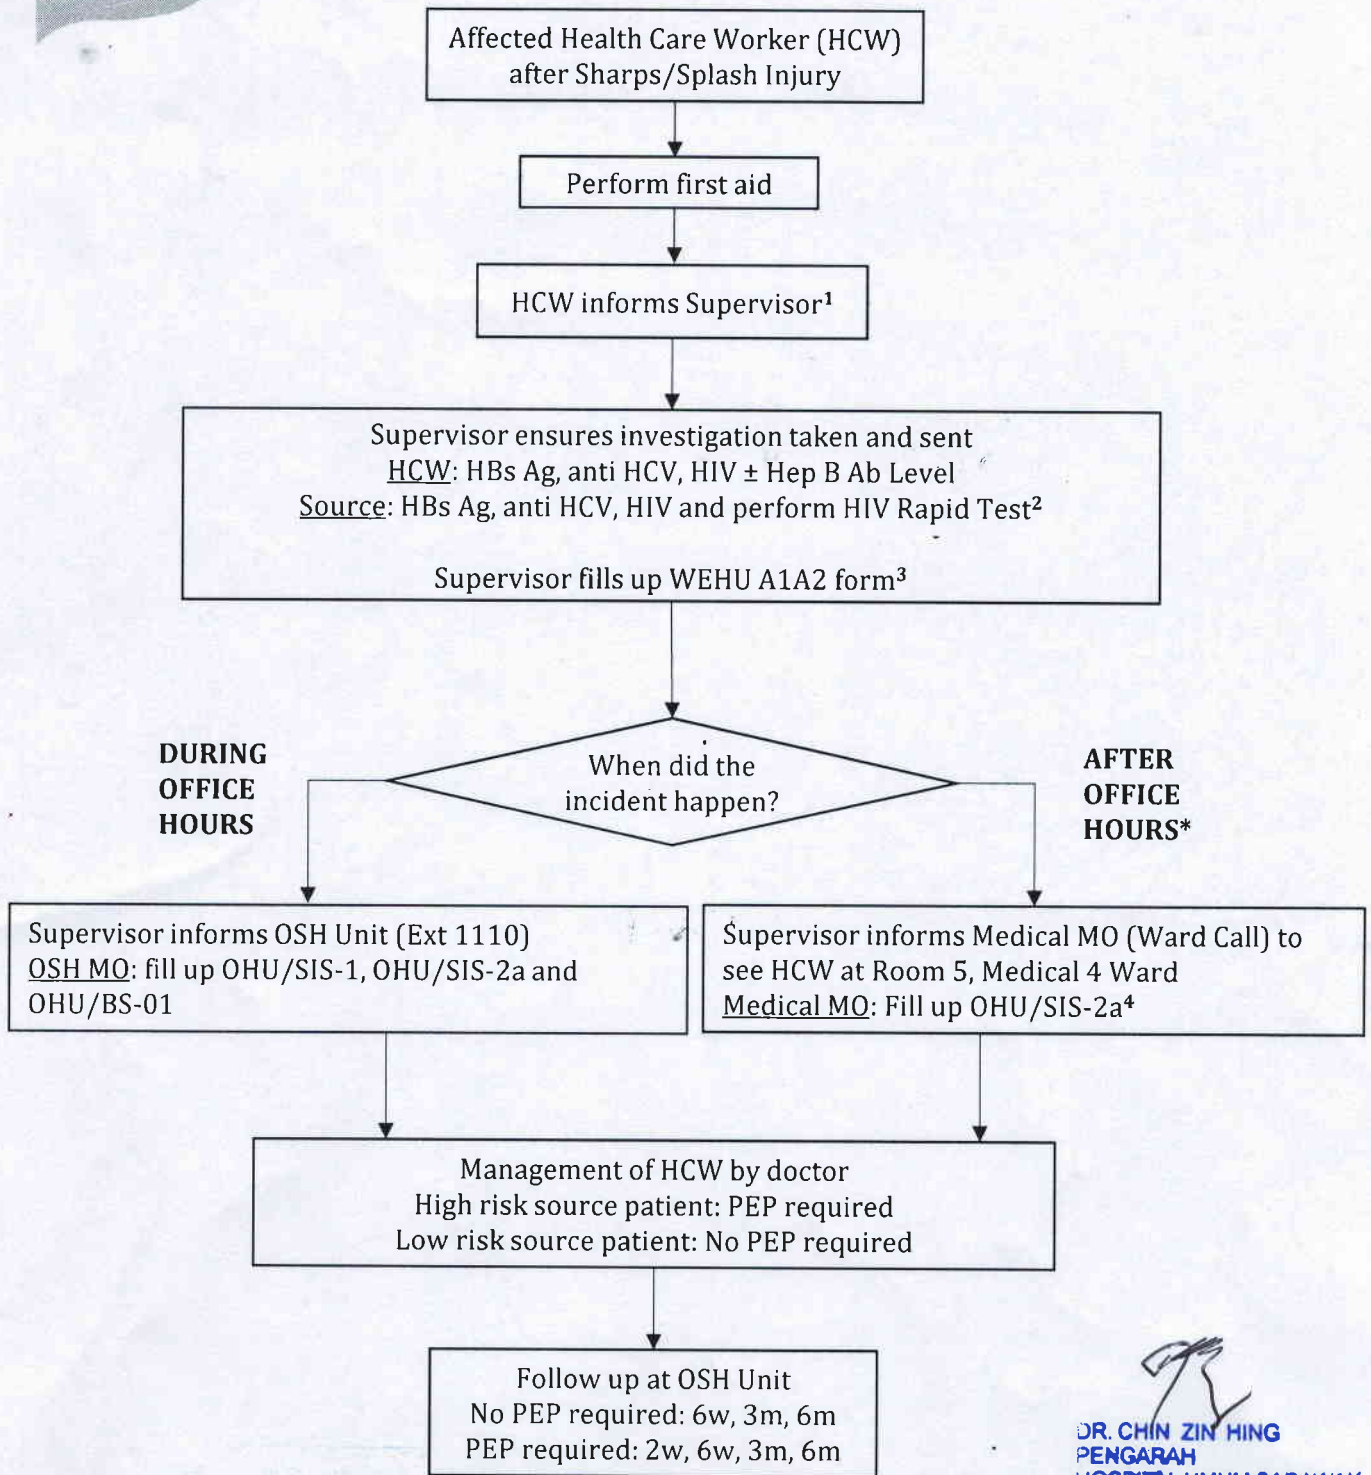 Affected Health Care Worker (HCW)
after Sharps/Splash Injury
Perform first aid
HCW informs Supervisor¹
Supervisor ensures investigation taken and sent
HCW: HBs Ag, anti HCV, HIV ± Hep B Ab Level
Source: HBs Ag, anti HCV, HIV and perform HIV Rapid Test²
Supervisor fills up WEHU A1A2 form³
When did the
incident happen?
DURING
OFFICE
HOURS
AFTER
OFFICE
HOURS*
Supervisor informs OSH Unit (Ext 1110)
OSH MO: fill up OHU/SIS-1, OHU/SIS-2a and
OHU/BS-01
Supervisor informs Medical MO (Ward Call) to
see HCW at Room 5, Medical 4 Ward
Medical MO: Fill up OHU/SIS-2a⁴
Management of HCW by doctor
High risk source patient: PEP required
Low risk source patient: No PEP required
Follow up at OSH Unit
No PEP required: 6w, 3m, 6m
PEP required: 2w, 6w, 3m, 6m
DR. CHIN ZIN HING
PENGARAH